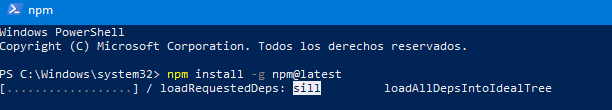 npm
Windows PowerShell
Copyright (C) Microsoft Corporation. Todos los derechos reservados.
PS C:\Windows\system32> npm install -g npm@latest
[..................] / loadRequestedDeps: sill loadAllDepsIntoIdealTree